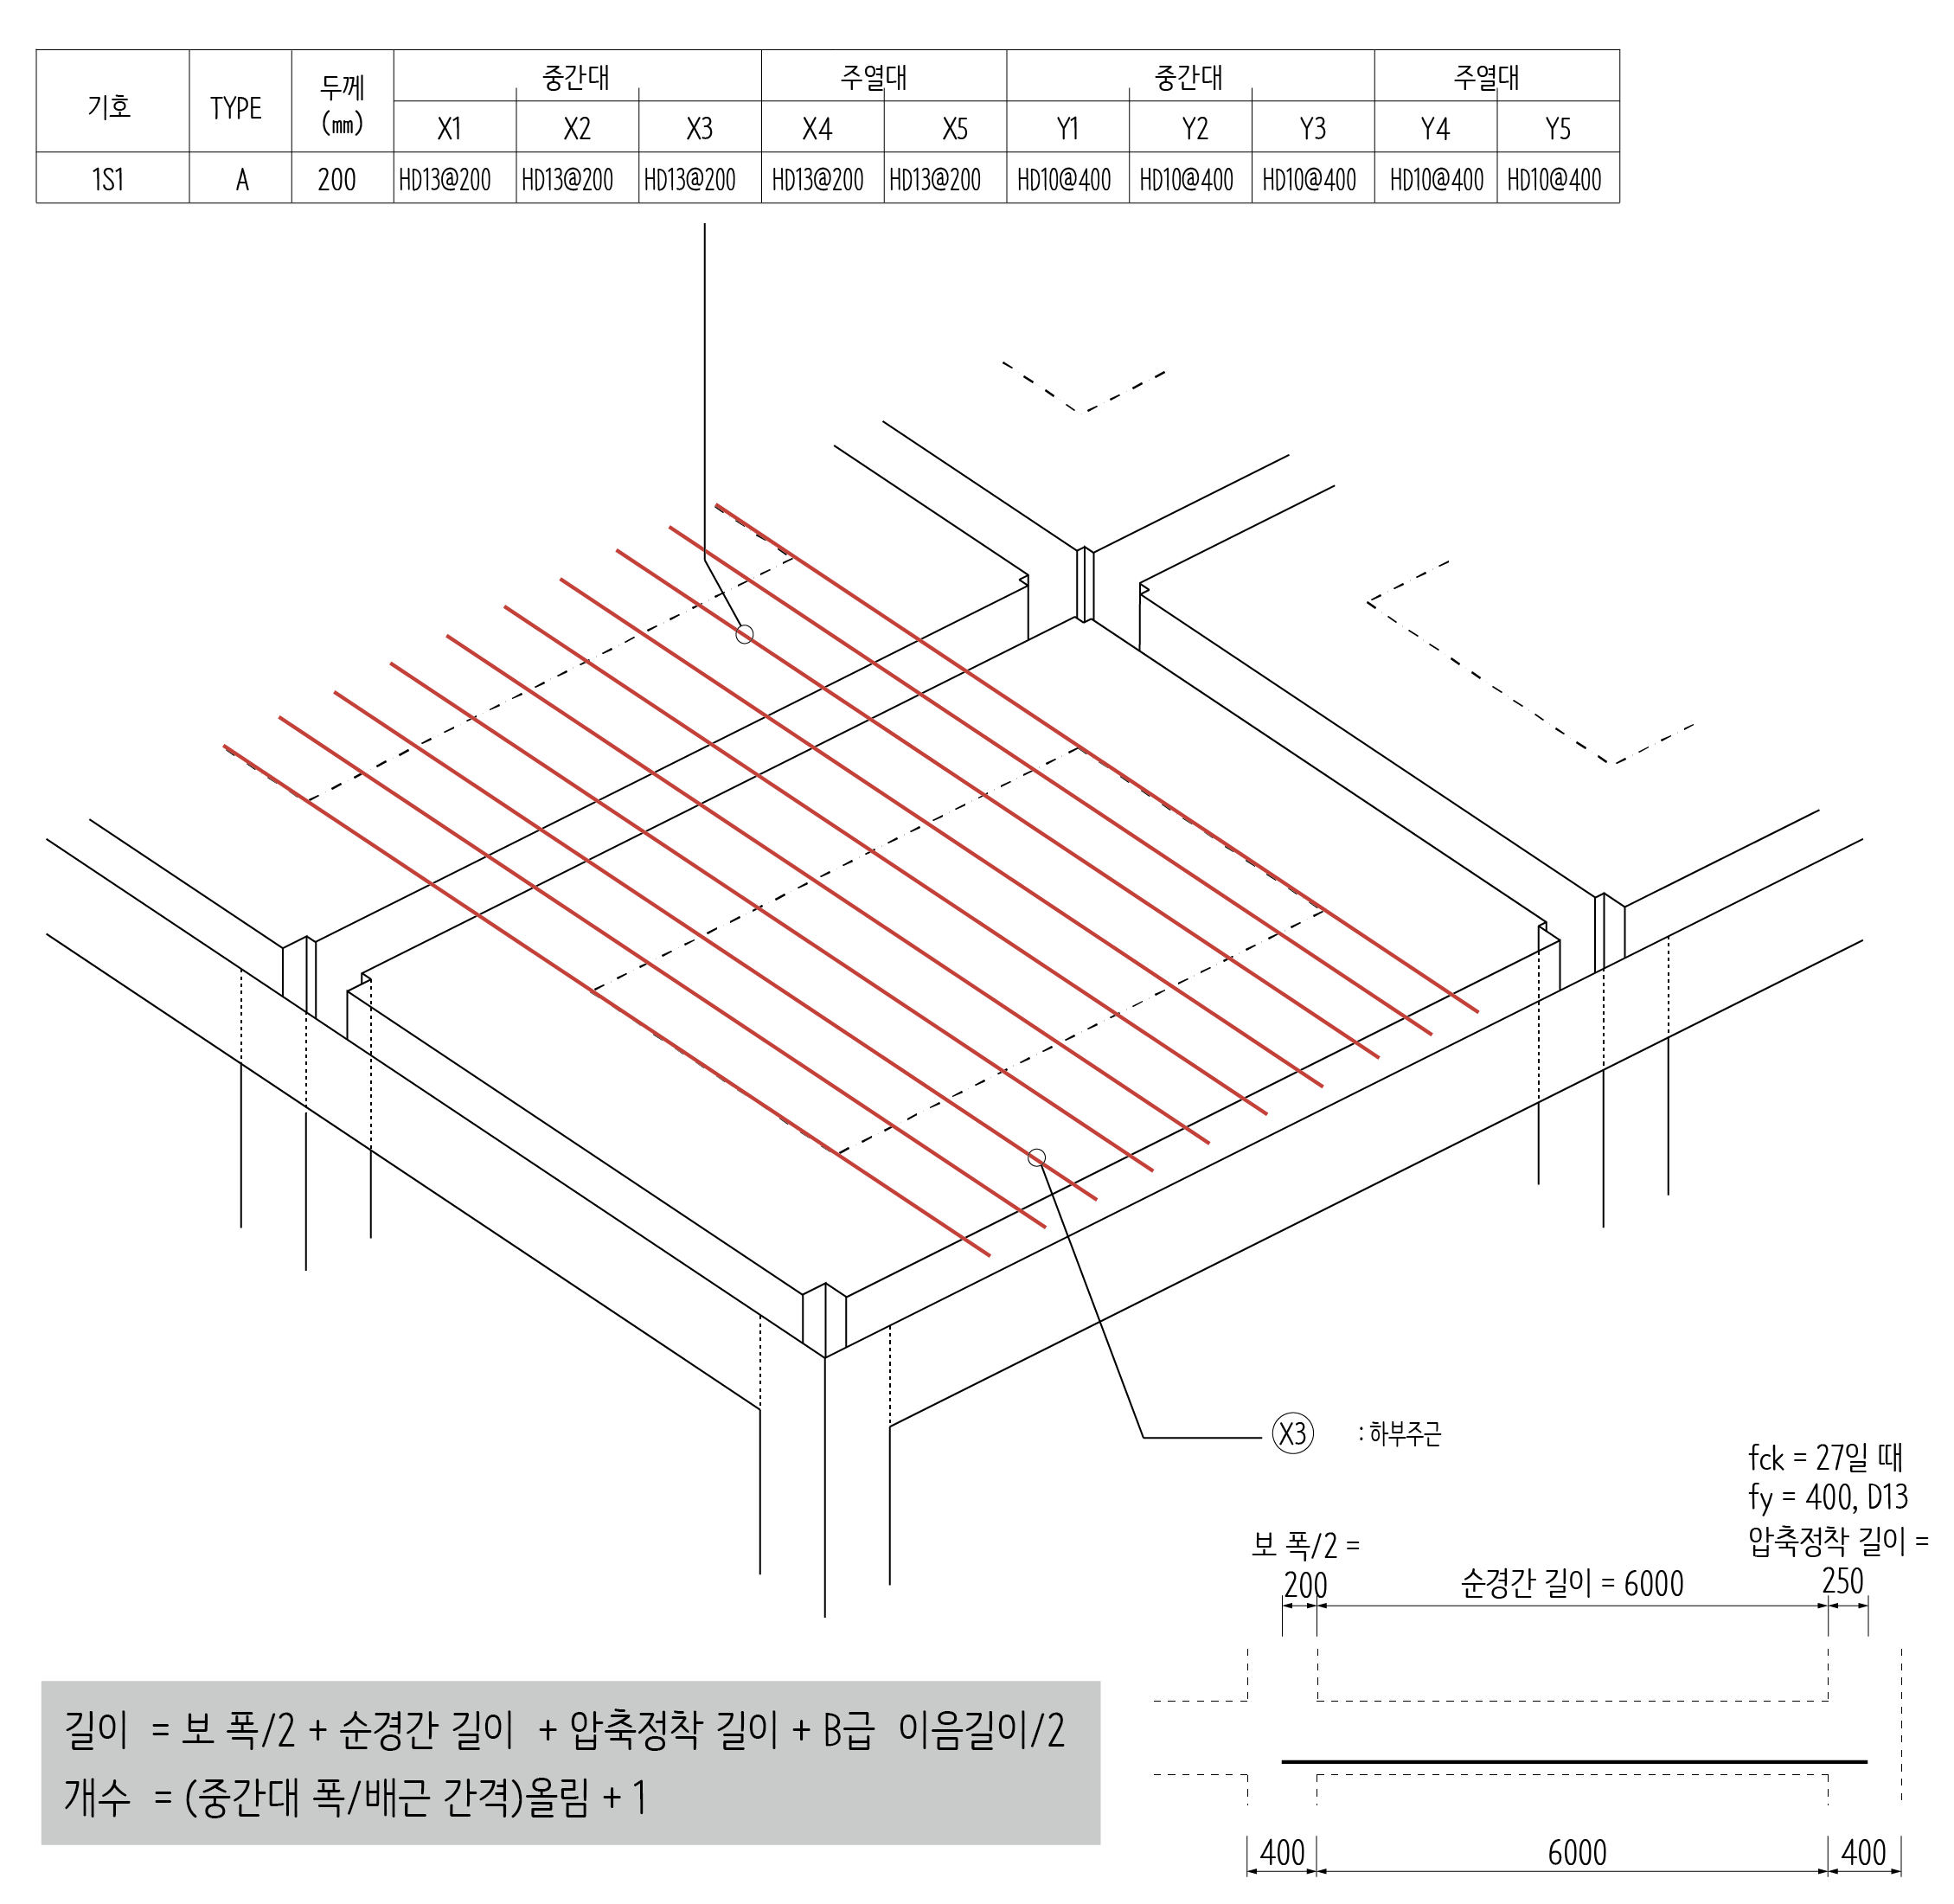 기호 TYPE 두께 (㎜) 중간대 주열대 중간대 주열대
X1 X2 X3 X4 X5 Y1 Y2 Y3 Y4 Y5
1S1 A 200 HD13@200 HD13@200 HD13@200 HD13@200 HD13@200 HD10@400 HD10@400 HD10@400 HD10@400 HD10@400
X3 : 하부주근
fck = 27일 때
fy = 400, D13
압축정착 길이 =
250
보 폭/2 =
200
순경간 길이 = 6000
길이 = 보 폭/2 + 순경간 길이 + 압축정착 길이 + B급 이음길이/2
개수 = (중간대 폭/배근 간격)올림 + 1
400 6000 400